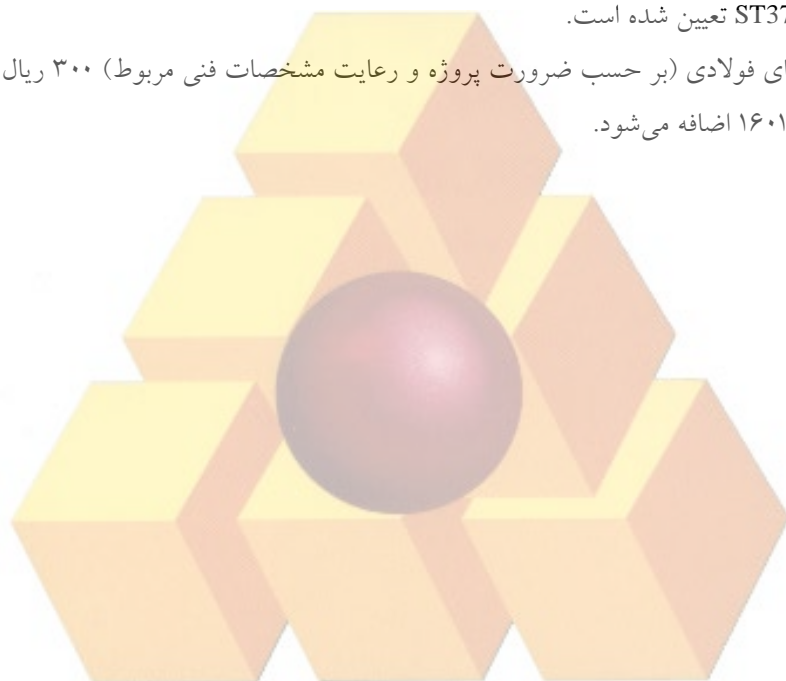 ST37 تعیین شده است.
ای فولادی (بر حسب ضرورت پروژه و رعایت مشخصات فنی مربوط) ۳۰۰ ریال
۱۶۰۱ اضافه می‌شود.